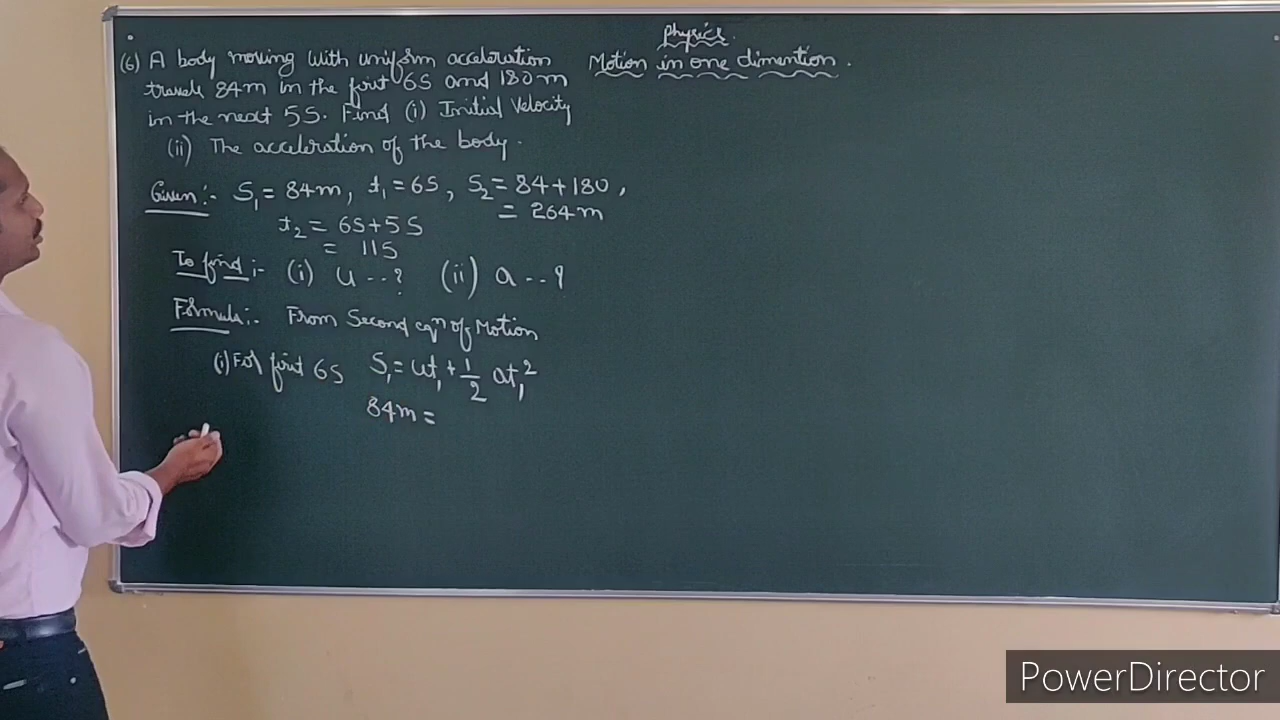 Physics.
Motion in one dimention.
(6) A body moving with uniform acceleration
travels 84m in the first 6S and 180m
in the next 5S. Find (i) Initial Velocity
(ii) The acceleration of the body.
Given:- S₁ = 84m, t₁ = 6S, S₂ = 84+180,
= 264m
t₂ = 6S+5S
= 11S
To find:- (i) u --? (ii) a --?
Formula:- From Second eqⁿ of Motion
(i) For first 6S S₁ = ut₁ + 1/2 at₁²
84m =
PowerDirector